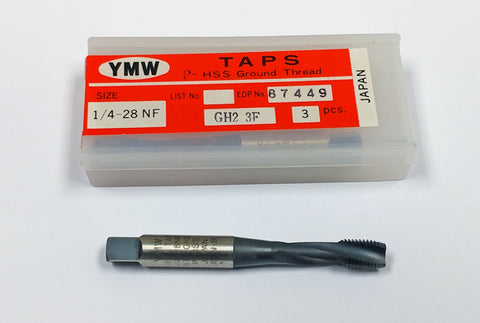 YMW
TAPS
P- HSS Ground Thread
SIZE
LIST No.
EDP No. 87449
1/4-28 NF
GH2 3F
3 pcs.
JAPAN
YMW